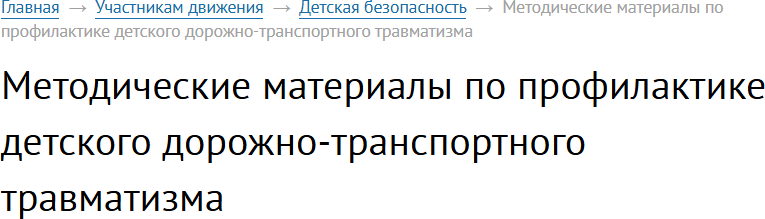 Главная → Участникам движения → Детская безопасность → Методические материалы по
профилактике детского дорожно-транспортного травматизма
Методические материалы по профилактике
детского дорожно-транспортного
травматизма